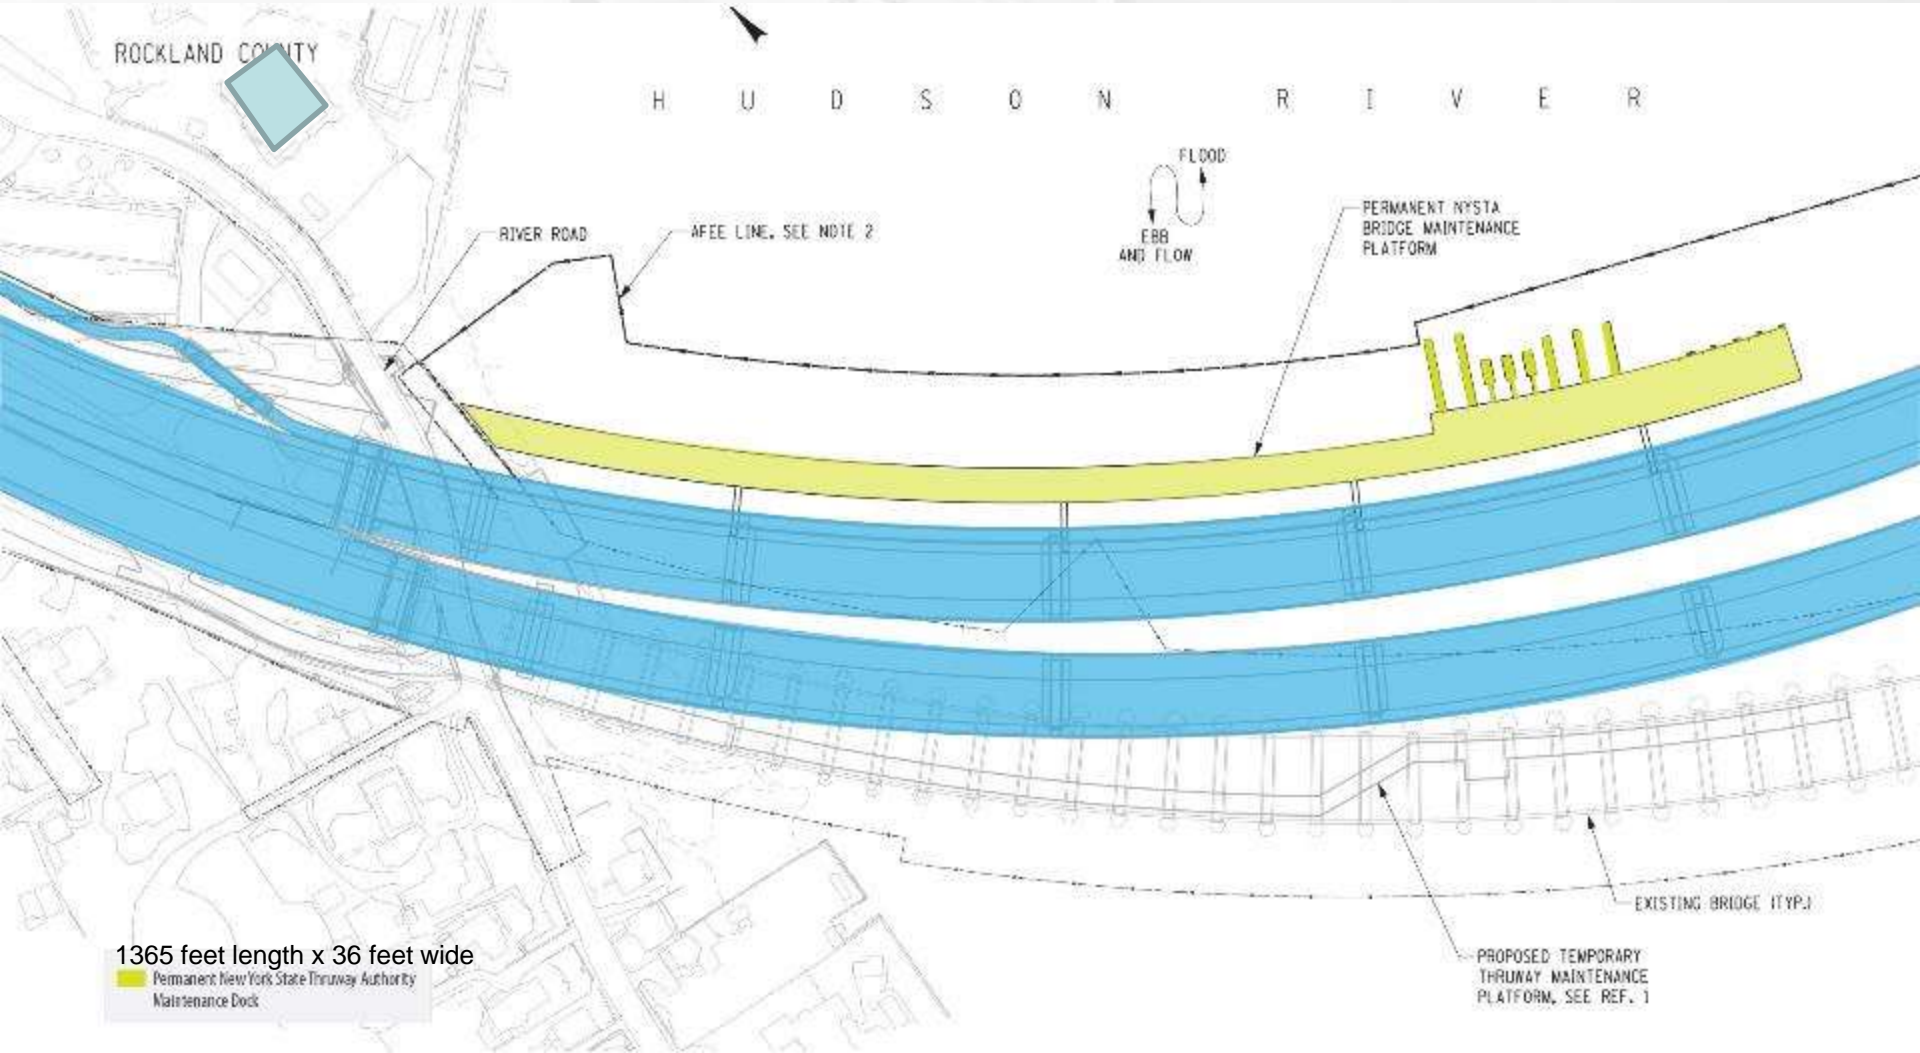 ROCKLAND COUNTY
H U D S O N R I V E R
FLOOD
EBB
AND FLOW
RIVER ROAD
AFEE LINE, SEE NOTE 2
PERMANENT NYSTA
BRIDGE MAINTENANCE
PLATFORM
EXISTING BRIDGE (TYP.)
PROPOSED TEMPORARY
THRUWAY MAINTENANCE
PLATFORM, SEE REF. 1
1365 feet length x 36 feet wide
Permanent New York State Thruway Authority
Maintenance Dock